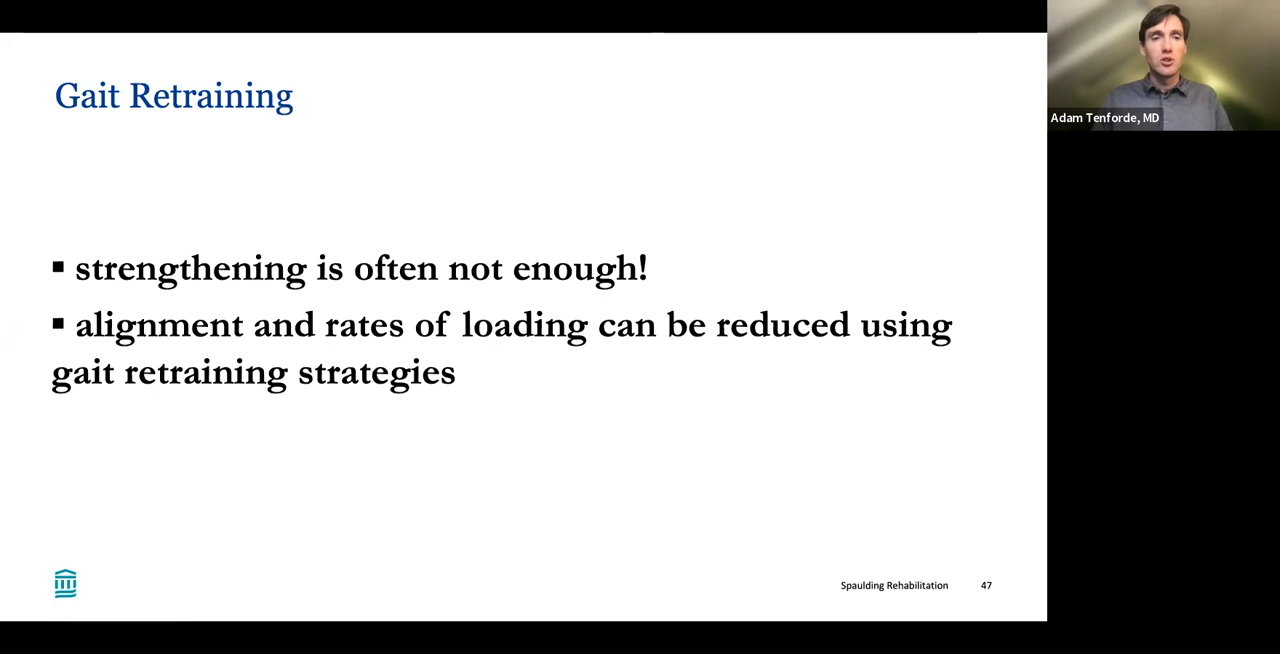 Gait Retraining
▪ strengthening is often not enough!
▪ alignment and rates of loading can be reduced using
gait retraining strategies
Spaulding Rehabilitation 47
Adam Tenforde, MD